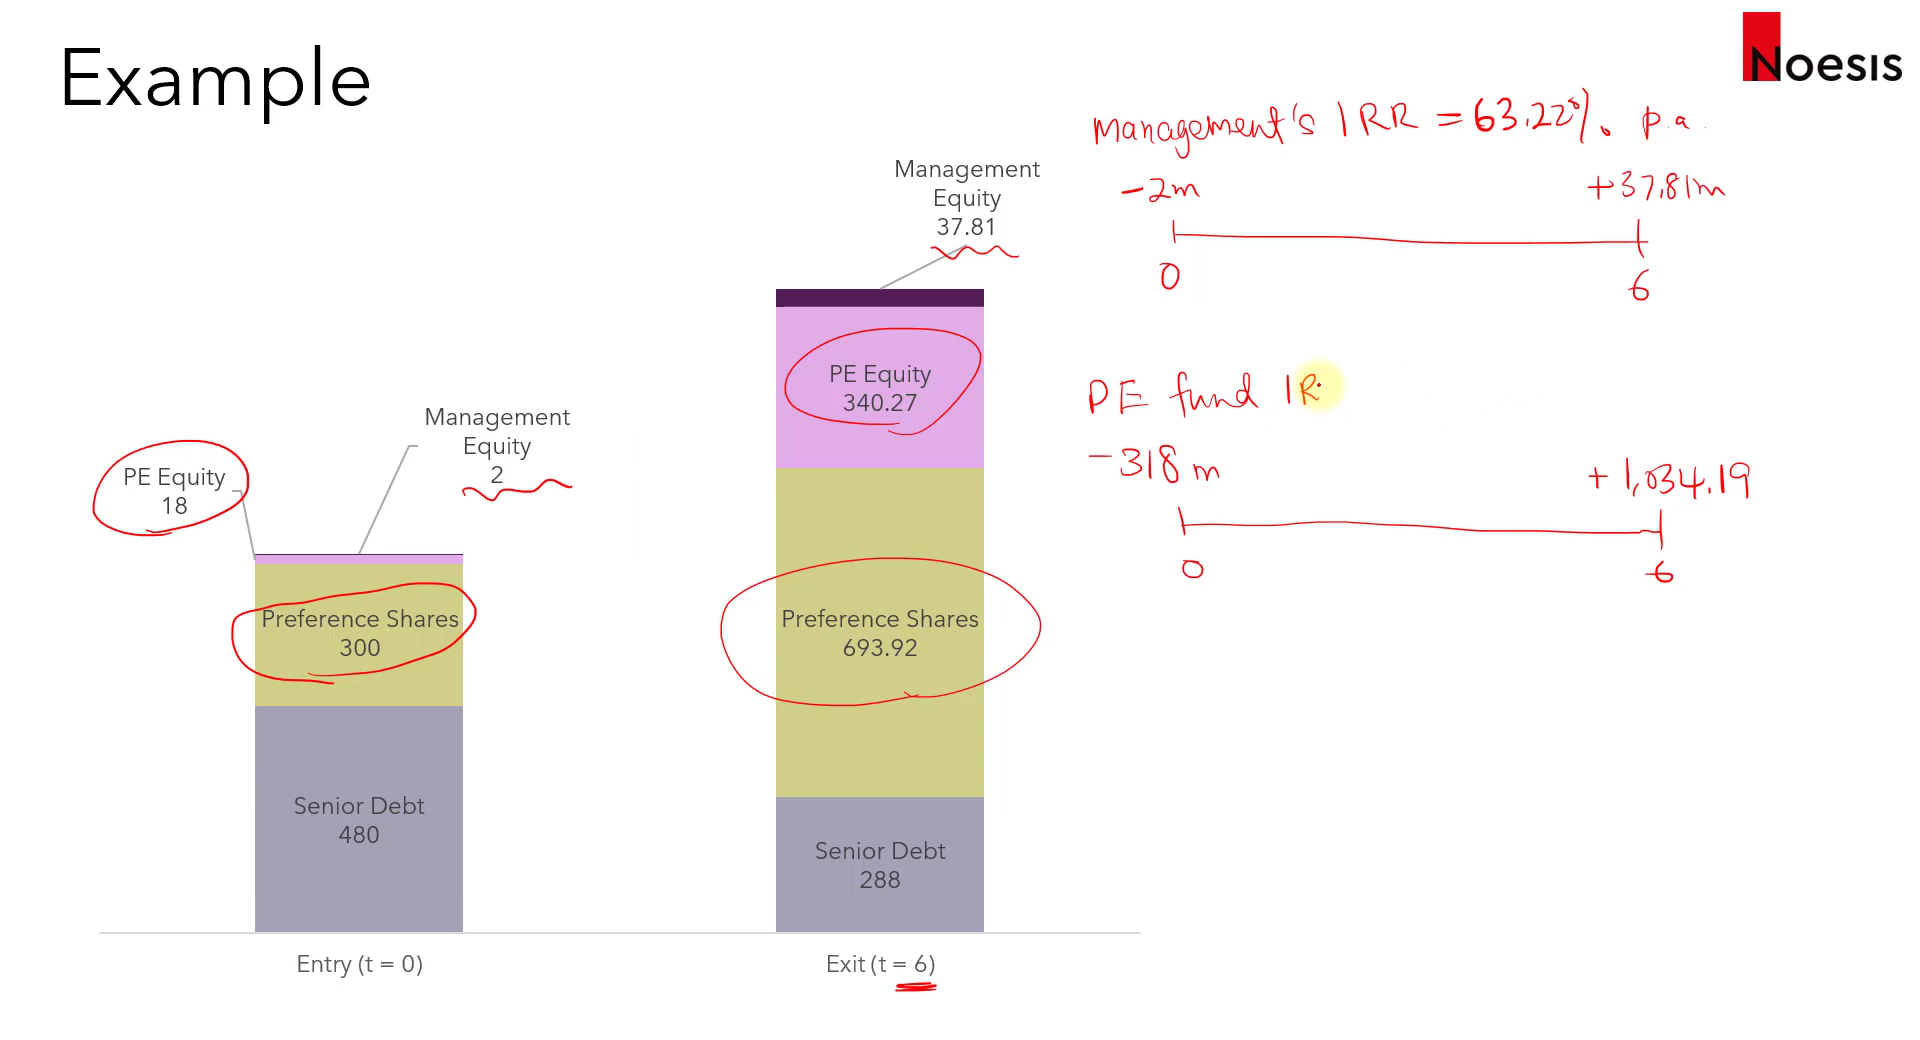 Example
Noesis
management's IRR = 63.22% p.a.
-2m
+37.81m
0
6
Management
Equity
37.81
PE Equity
340.27
PE fund IR
-318 m
+ 1,034.19
0
6
Management
Equity
2
PE Equity
18
Preference Shares
300
Preference Shares
693.92
Senior Debt
480
Senior Debt
288
Entry (t = 0)
Exit (t = 6)